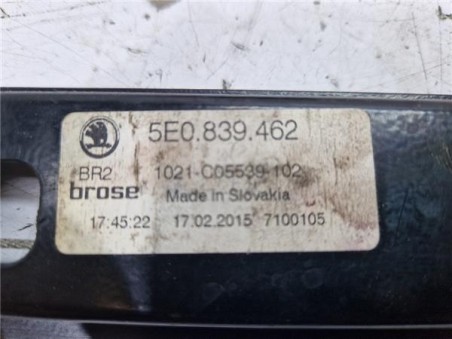 5E0.839.462
BR2 1021-C05539-102
brose Made in Slovakia
17:45:22 17.02.2015 7100105